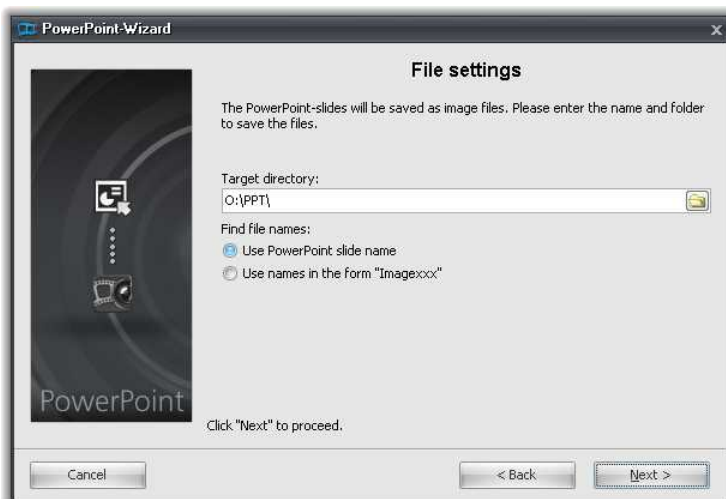 PowerPoint-Wizard
x
File settings
The PowerPoint-slides will be saved as image files. Please enter the name and folder
to save the files.
Target directory:
O:\PPT\
Find file names:
Use PowerPoint slide name
Use names in the form "Imagexxx"
PowerPoint
Click "Next" to proceed.
Cancel
< Back
Next >